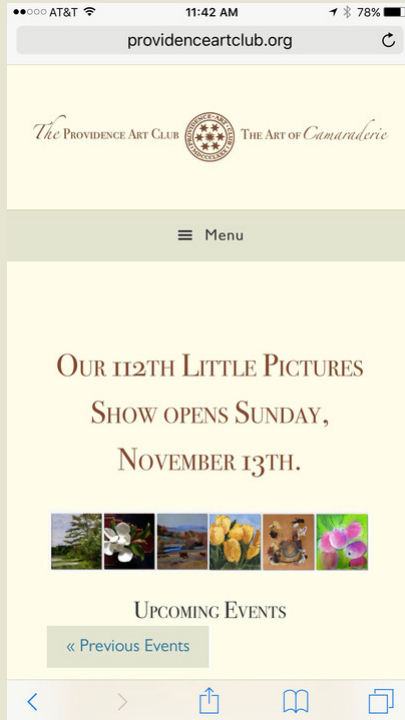 AT&T 11:42 AM 78%
providenceartclub.org
The Providence Art Club The Art of Camaraderie
Menu
Our 112th Little Pictures
Show opens Sunday,
November 13th.
Upcoming Events
« Previous Events